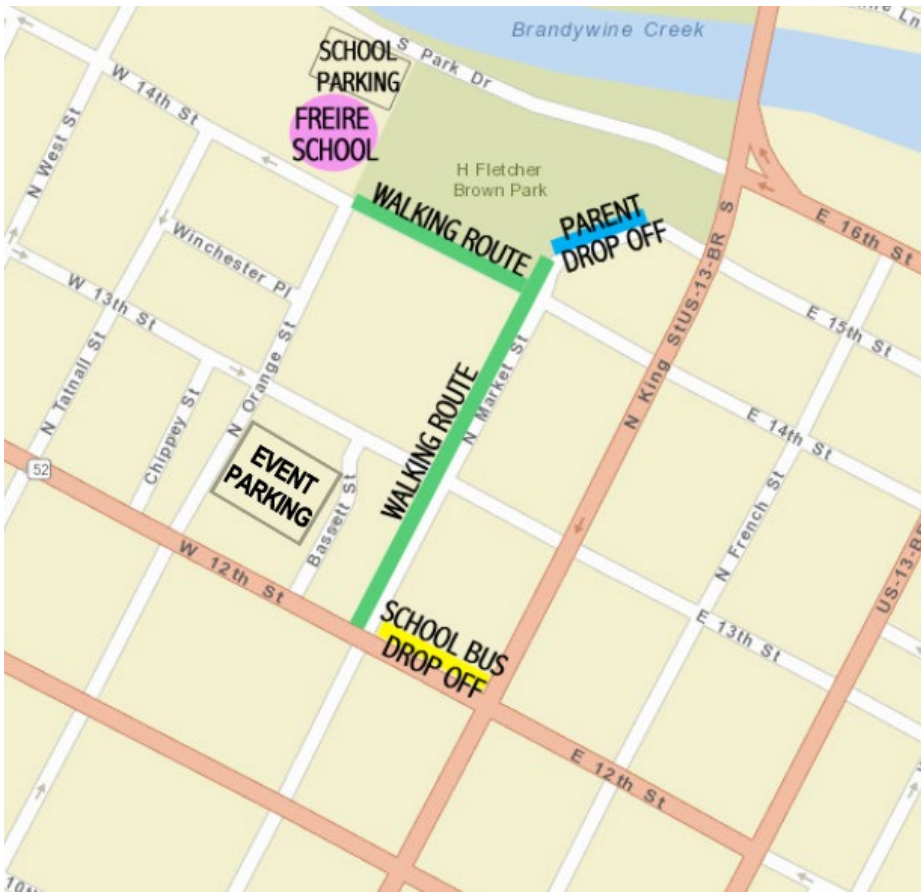 Brandywine Creek
S Park Dr
SCHOOL
PARKING
W 14th St
FREIRE
SCHOOL
N West St
H Fletcher
Brown Park
WALKING ROUTE
PARENT
DROP OFF
E 16th St
N King St
US-13-BR S
Winchester Pl
W 13th St
E 15th St
N Tatnall St
N Orange St
Chippey St
N Market St
WALKING ROUTE
E 14th St
EVENT
PARKING
Bassett St
52
N French St
W 12th St
SCHOOL BUS
DROP OFF
E 13th St
E 12th St